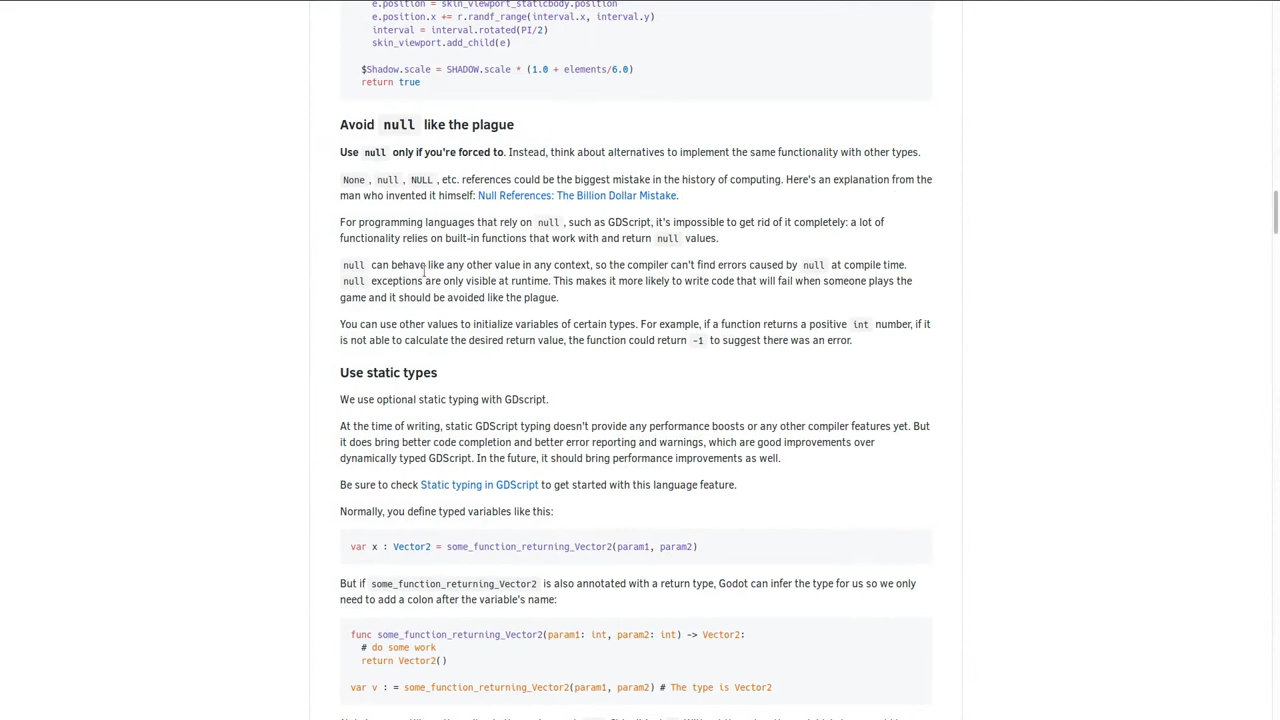 e.position = skin_viewport_staticbody.position
e.position.x += r.randf_range(interval.x, interval.y)
interval = interval.rotated(PI/2)
skin_viewport.add_child(e)
$Shadow.scale = SHADOW.scale * (1.0 + elements/6.0)
return true
Avoid null like the plague
Use null only if you're forced to. Instead, think about alternatives to implement the same functionality with other types.
None , null , NULL , etc. references could be the biggest mistake in the history of computing. Here's an explanation from the
man who invented it himself: Null References: The Billion Dollar Mistake.
For programming languages that rely on null , such as GDScript, it's impossible to get rid of it completely: a lot of
functionality relies on built-in functions that work with and return null values.
null can behave like any other value in any context, so the compiler can't find errors caused by null at compile time.
null exceptions are only visible at runtime. This makes it more likely to write code that will fail when someone plays the
game and it should be avoided like the plague.
You can use other values to initialize variables of certain types. For example, if a function returns a positive int number, if it
is not able to calculate the desired return value, the function could return -1 to suggest there was an error.
Use static types
We use optional static typing with GDscript.
At the time of writing, static GDScript typing doesn't provide any performance boosts or any other compiler features yet. But
it does bring better code completion and better error reporting and warnings, which are good improvements over
dynamically typed GDScript. In the future, it should bring performance improvements as well.
Be sure to check Static typing in GDScript to get started with this language feature.
Normally, you define typed variables like this:
var x : Vector2 = some_function_returning_Vector2(param1, param2)
But if some_function_returning_Vector2 is also annotated with a return type, Godot can infer the type for us so we only
need to add a colon after the variable's name:
func some_function_returning_Vector2(param1: int, param2: int) -> Vector2:
# do some work
return Vector2()
var v : = some_function_returning_Vector2(param1, param2) # The type is Vector2